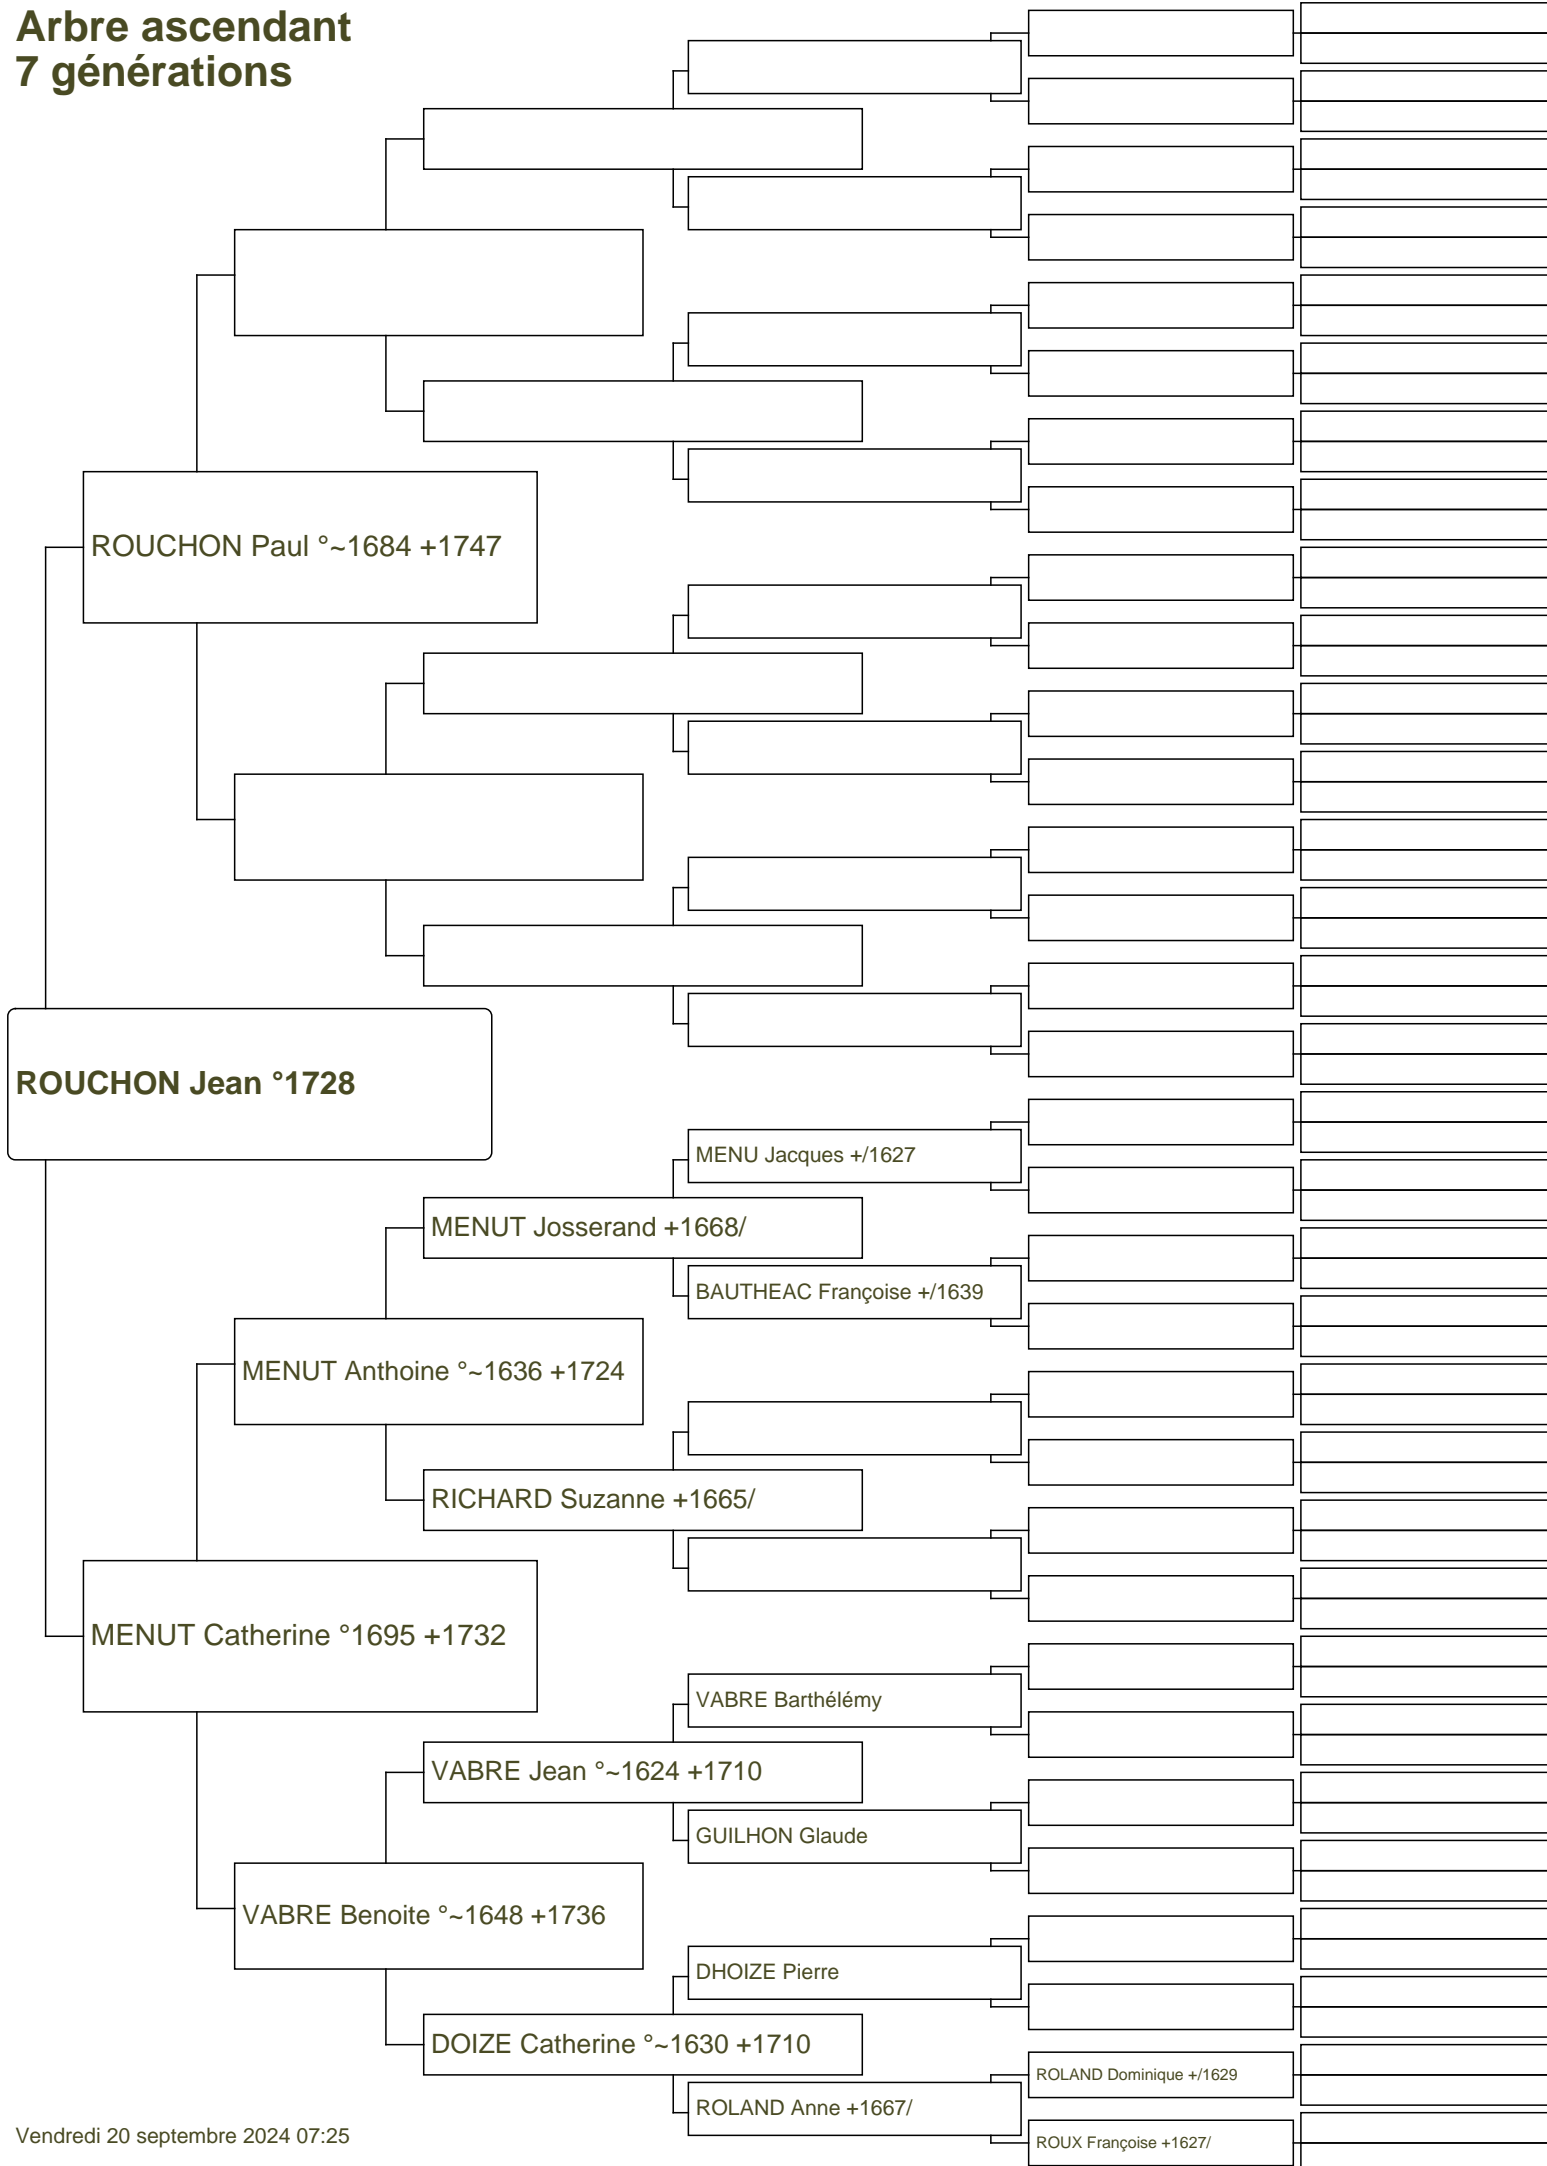 Arbre ascendant
7 générations
ROUCHON Paul °~1684 +1747
ROUCHON Jean °1728
MENU Jacques +/1627
MENUT Josserand +1668/
BAUTHEAC Françoise +/1639
MENUT Anthoine °~1636 +1724
RICHARD Suzanne +1665/
MENUT Catherine °1695 +1732
VABRE Barthélémy
VABRE Jean °~1624 +1710
GUILHON Glaude
VABRE Benoite °~1648 +1736
DHOIZE Pierre
DOIZE Catherine °~1630 +1710
ROLAND Dominique +/1629
ROLAND Anne +1667/
ROUX Françoise +1627/
Vendredi 20 septembre 2024 07:25